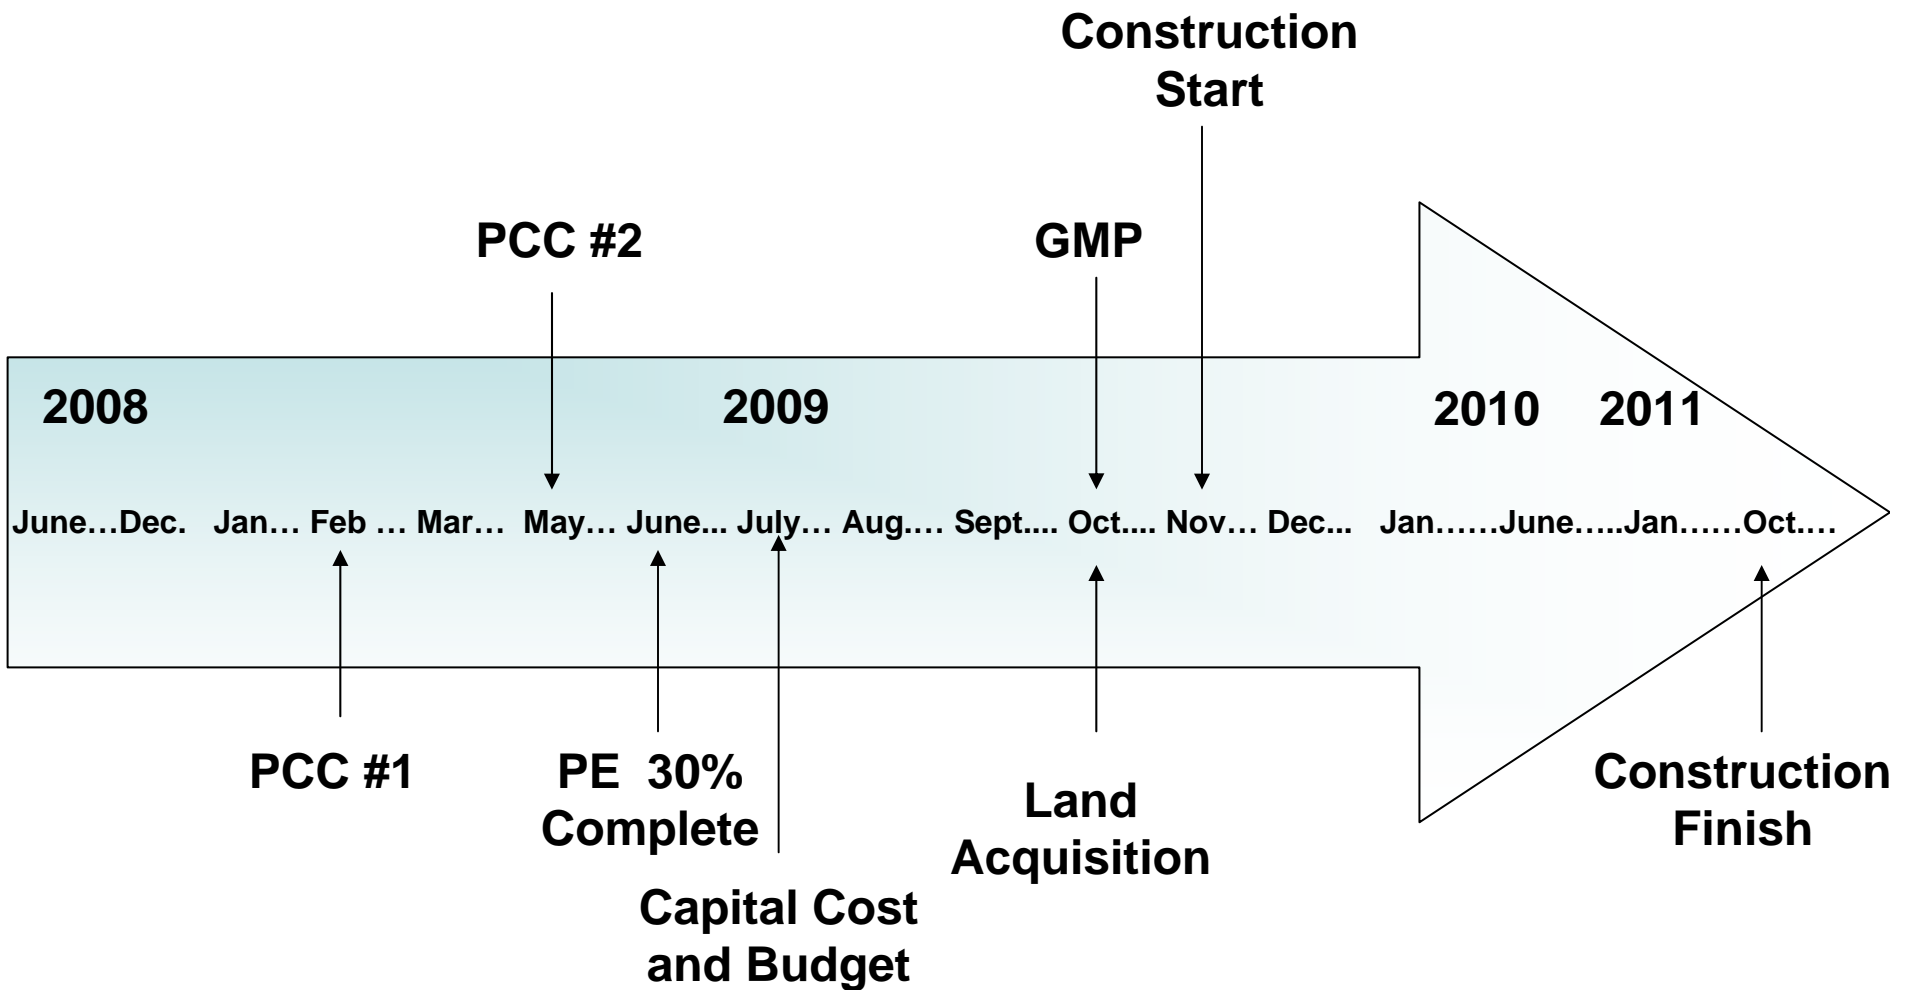 Construction
Start
PCC #2
GMP
2008
2009
2010
2011
June…Dec. Jan… Feb … Mar… May… June... July… Aug.… Sept.... Oct.... Nov… Dec... Jan……June…..Jan……Oct.…
PCC #1
PE 30%
Complete
Capital Cost
and Budget
Land
Acquisition
Construction
Finish